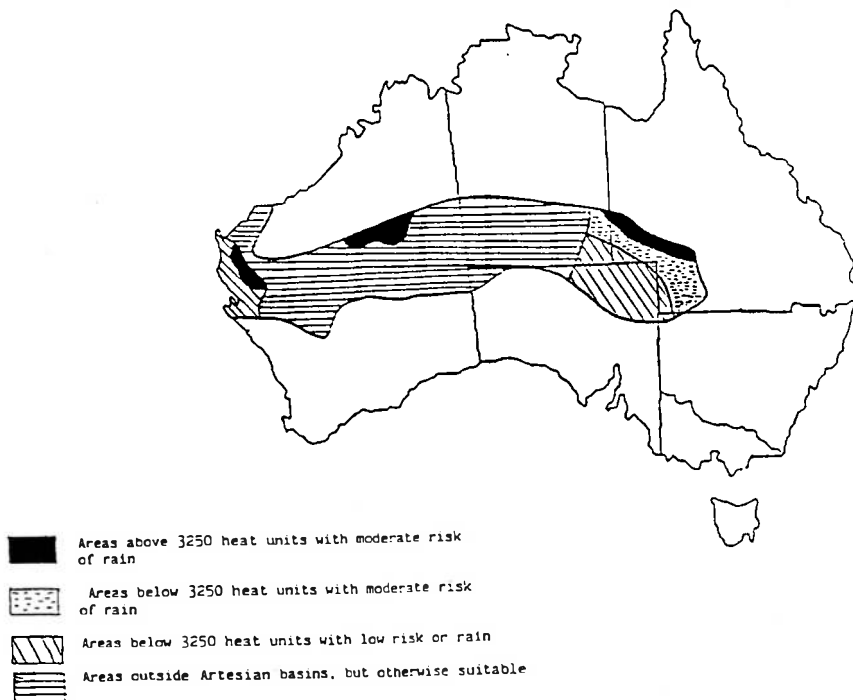 Areas above 3250 heat units with moderate risk
of rain
Areas below 3250 heat units with moderate risk
of rain
Areas below 3250 heat units with low risk or rain
Areas outside Artesian basins, but otherwise suitable